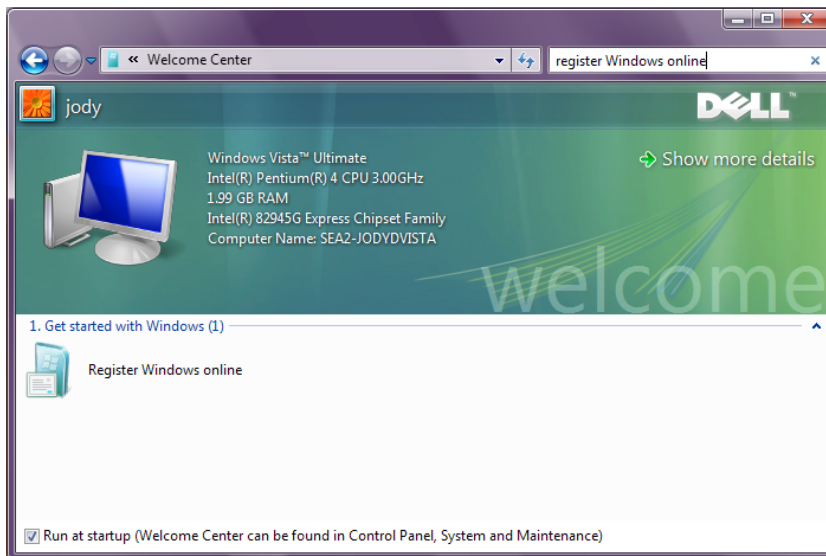 « Welcome Center
register Windows online
jody
DELL™
Windows Vista™ Ultimate
Intel(R) Pentium(R) 4 CPU 3.00GHz
1.99 GB RAM
Intel(R) 82945G Express Chipset Family
Computer Name: SEA2-JODYDVISTA
Show more details
welcome
1. Get started with Windows (1)
Register Windows online
Run at startup (Welcome Center can be found in Control Panel, System and Maintenance)